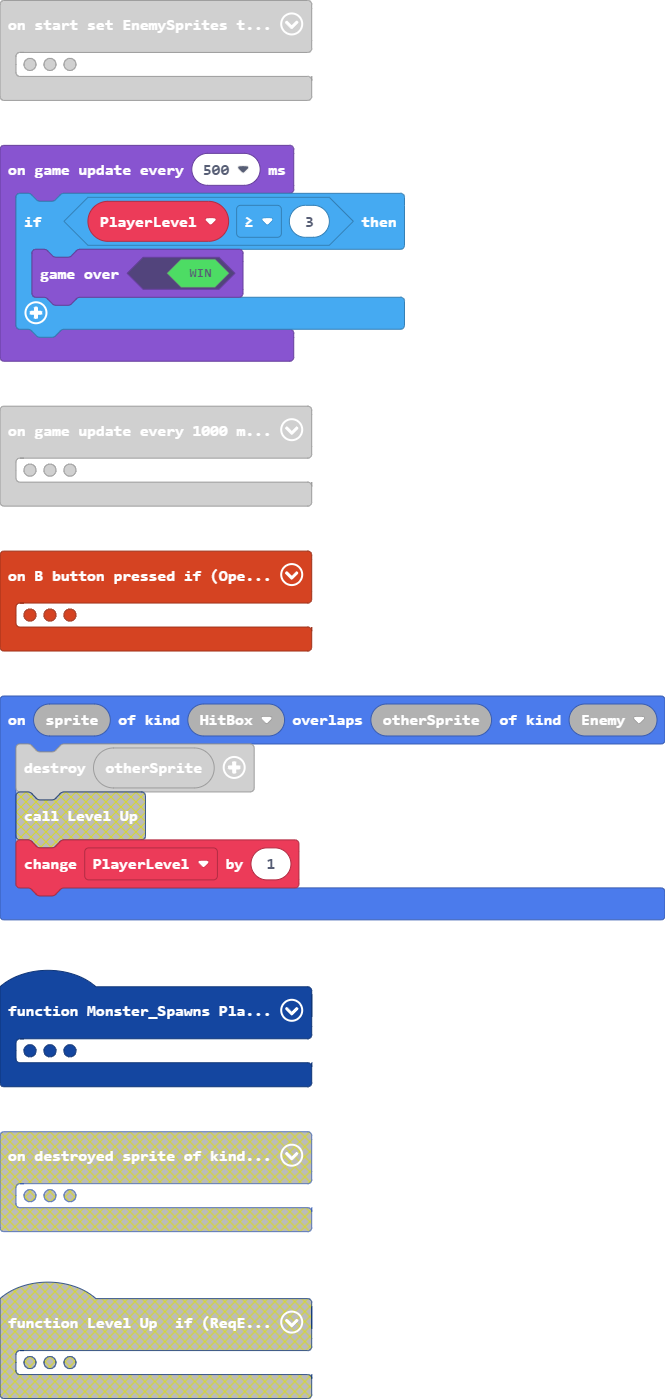 on start set EnemySprites t...
on game update every 500 ms
if PlayerLevel ≥ 3 then
game over WIN
on game update every 1000 m...
on B button pressed if (Ope...
on sprite of kind HitBox overlaps otherSprite of kind Enemy
destroy otherSprite
call Level Up
change PlayerLevel by 1
function Monster_Spawns Pla...
on destroyed sprite of kind...
function Level Up if (ReqE...